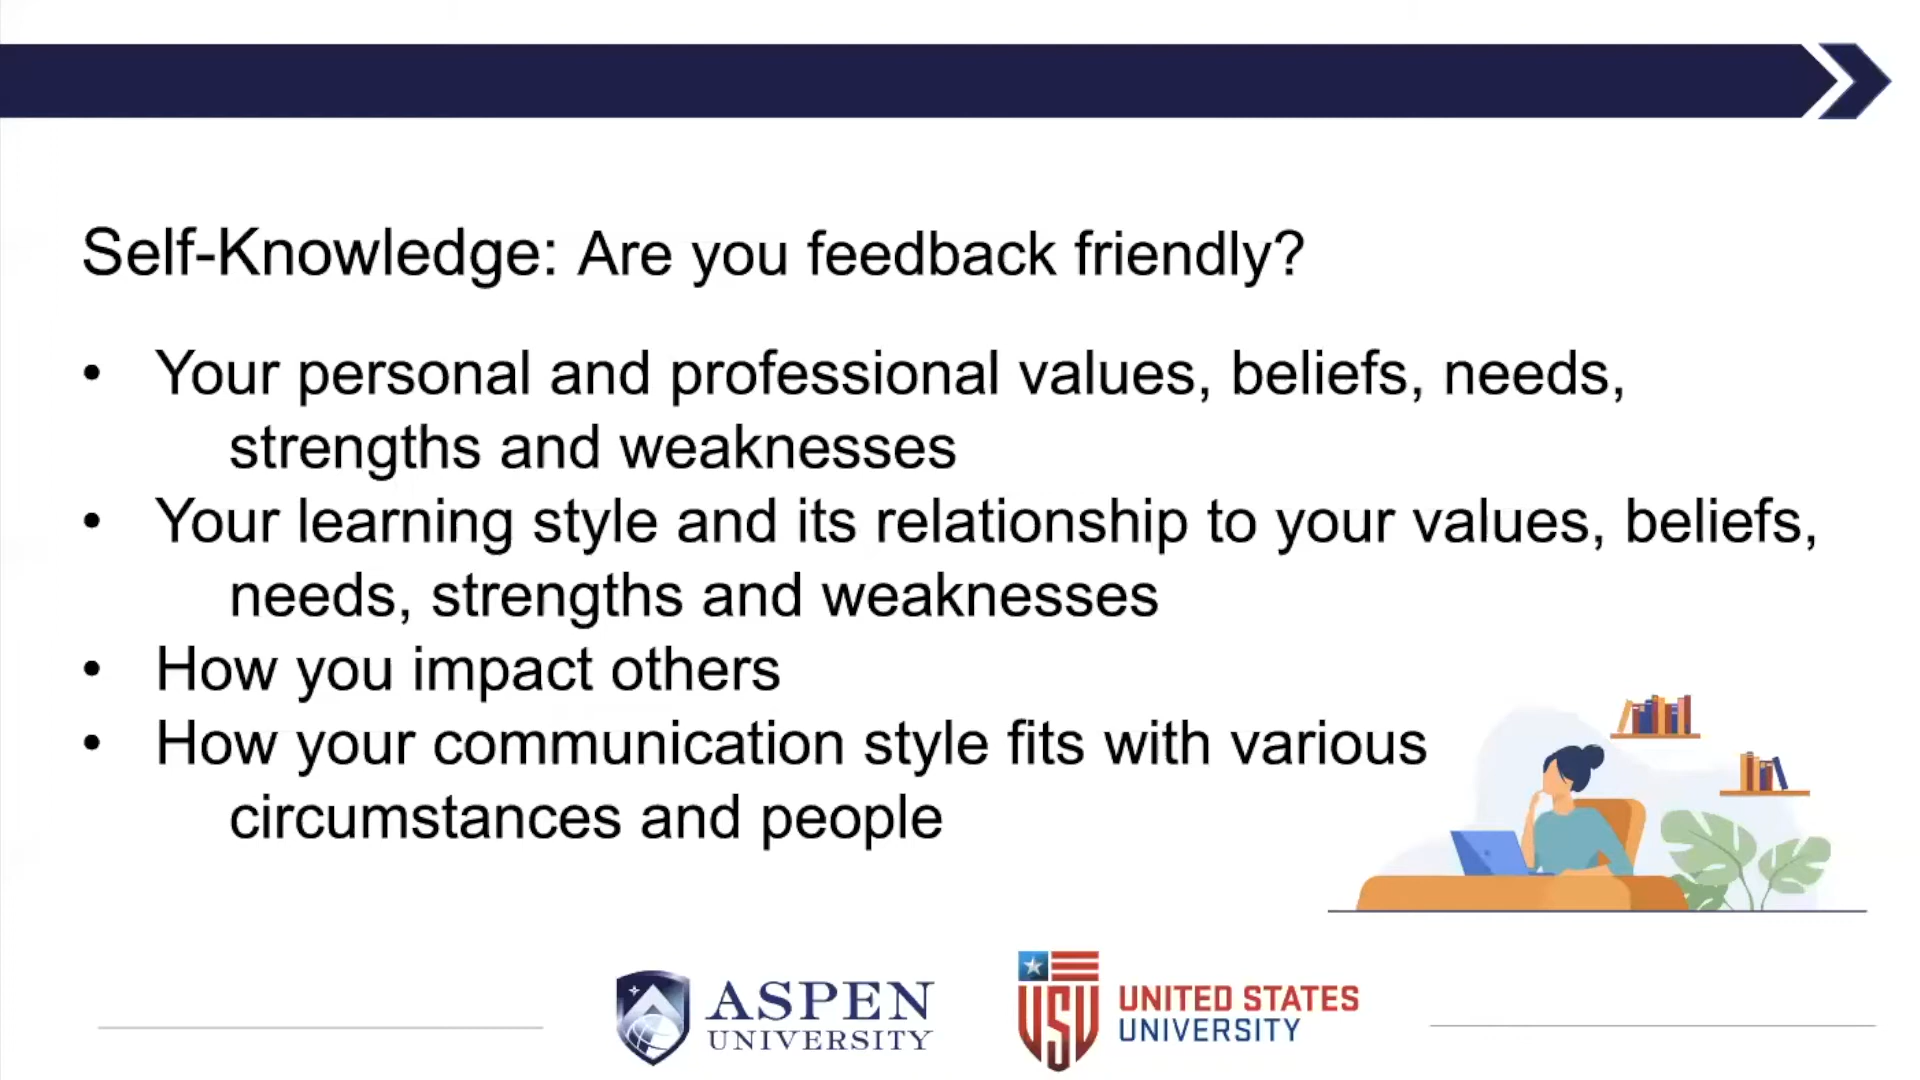 Self-Knowledge: Are you feedback friendly?
• Your personal and professional values, beliefs, needs,
strengths and weaknesses
• Your learning style and its relationship to your values, beliefs,
needs, strengths and weaknesses
• How you impact others
• How your communication style fits with various
circumstances and people
ASPEN
UNIVERSITY
USU
UNITED STATES
UNIVERSITY